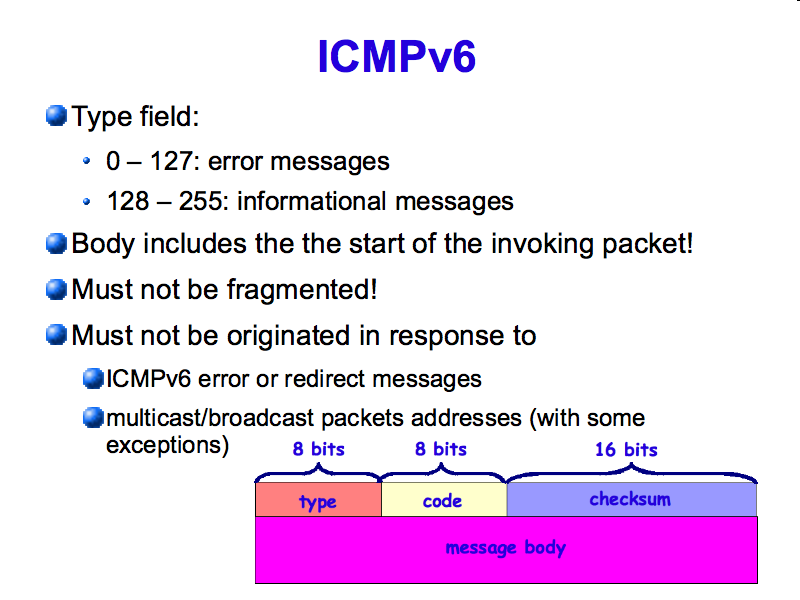 ICMPv6
Type field:
0 – 127: error messages
128 – 255: informational messages
Body includes the the start of the invoking packet!
Must not be fragmented!
Must not be originated in response to
ICMPv6 error or redirect messages
multicast/broadcast packets addresses (with some
exceptions)
8 bits 8 bits 16 bits
type code checksum
message body